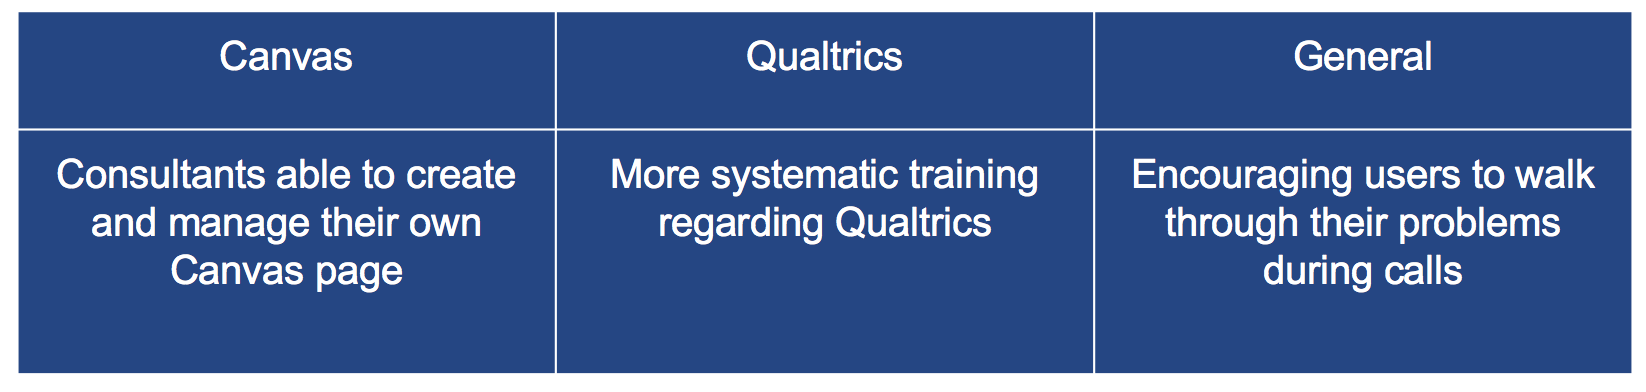 Canvas
Qualtrics
General
Consultants able to create
and manage their own
Canvas page
More systematic training
regarding Qualtrics
Encouraging users to walk
through their problems
during calls